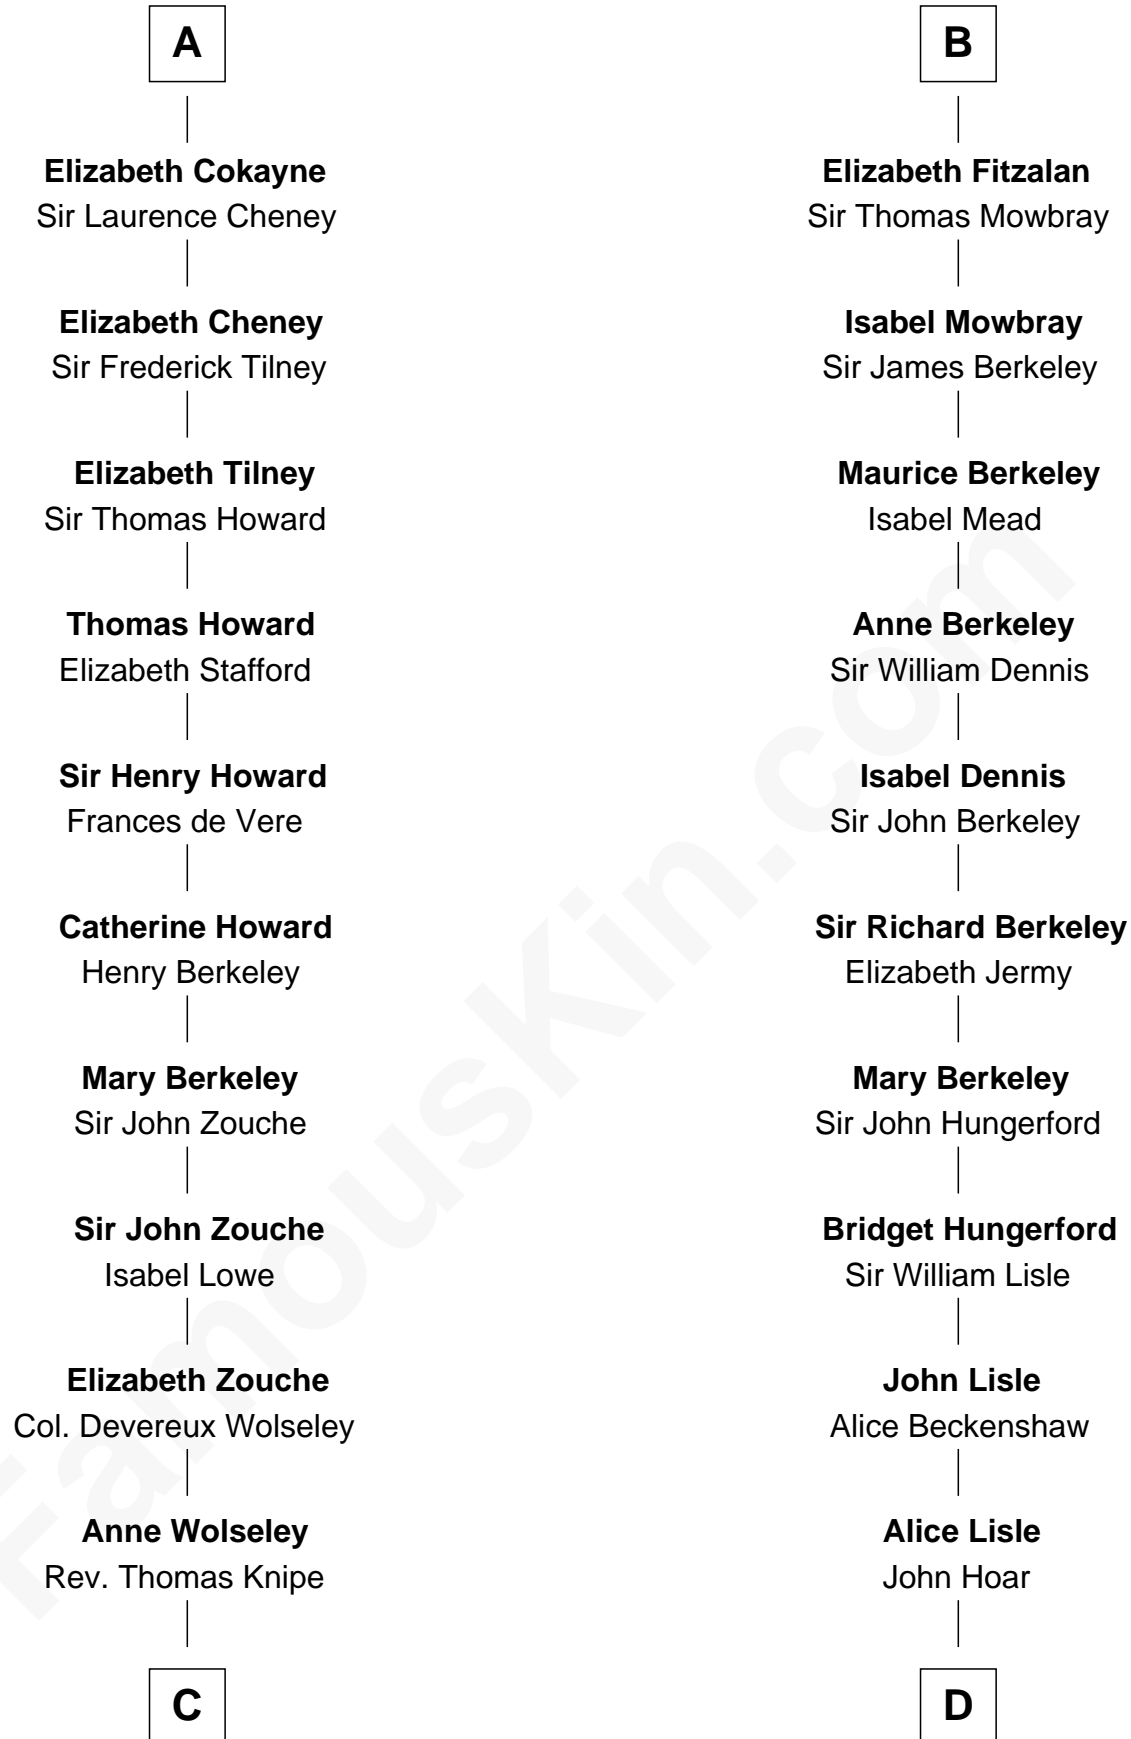 A
Elizabeth Cokayne
Sir Laurence Cheney
Elizabeth Cheney
Sir Frederick Tilney
Elizabeth Tilney
Sir Thomas Howard
Thomas Howard
Elizabeth Stafford
Sir Henry Howard
Frances de Vere
Catherine Howard
Henry Berkeley
Mary Berkeley
Sir John Zouche
Sir John Zouche
Isabel Lowe
Elizabeth Zouche
Col. Devereux Wolseley
Anne Wolseley
Rev. Thomas Knipe
C
B
Elizabeth Fitzalan
Sir Thomas Mowbray
Isabel Mowbray
Sir James Berkeley
Maurice Berkeley
Isabel Mead
Anne Berkeley
Sir William Dennis
Isabel Dennis
Sir John Berkeley
Sir Richard Berkeley
Elizabeth Jermy
Mary Berkeley
Sir John Hungerford
Bridget Hungerford
Sir William Lisle
John Lisle
Alice Beckenshaw
Alice Lisle
John Hoar
D
FamousKin.com